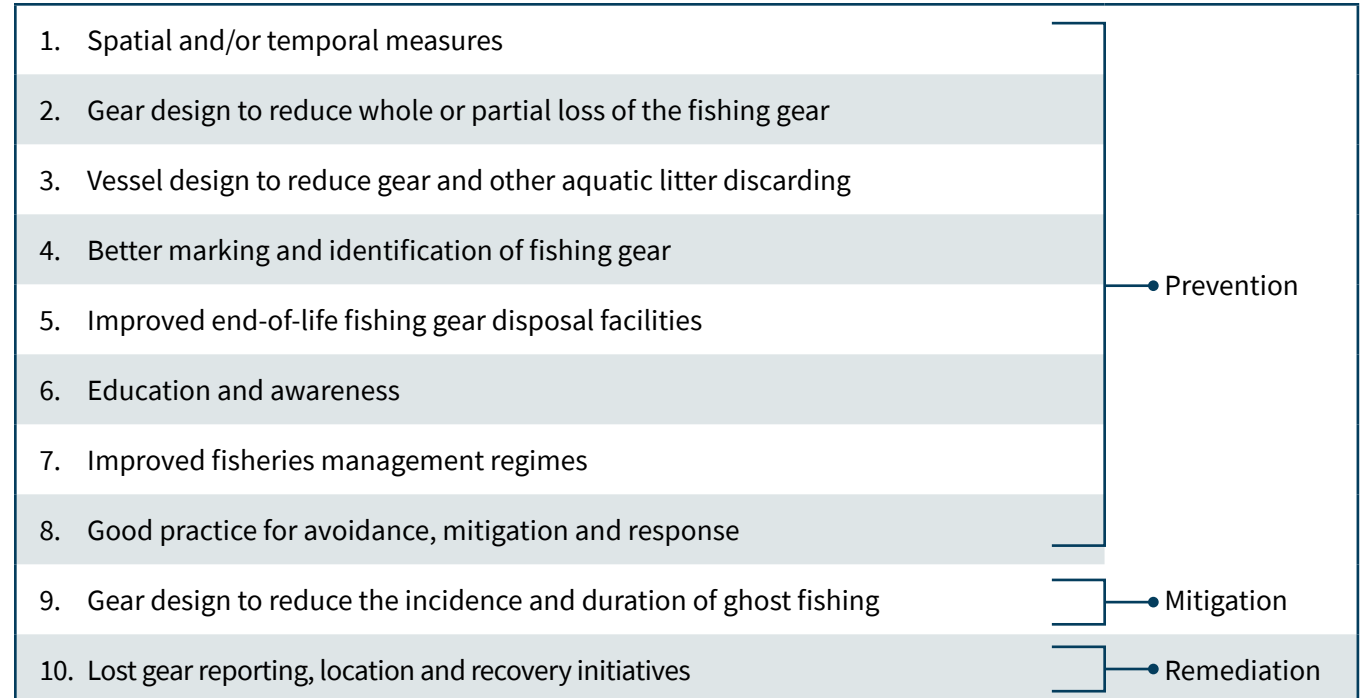 1. Spatial and/or temporal measures
2. Gear design to reduce whole or partial loss of the fishing gear
3. Vessel design to reduce gear and other aquatic litter discarding
4. Better marking and identification of fishing gear
Prevention
5. Improved end-of-life fishing gear disposal facilities
6. Education and awareness
7. Improved fisheries management regimes
8. Good practice for avoidance, mitigation and response
9. Gear design to reduce the incidence and duration of ghost fishing
Mitigation
10. Lost gear reporting, location and recovery initiatives
Remediation